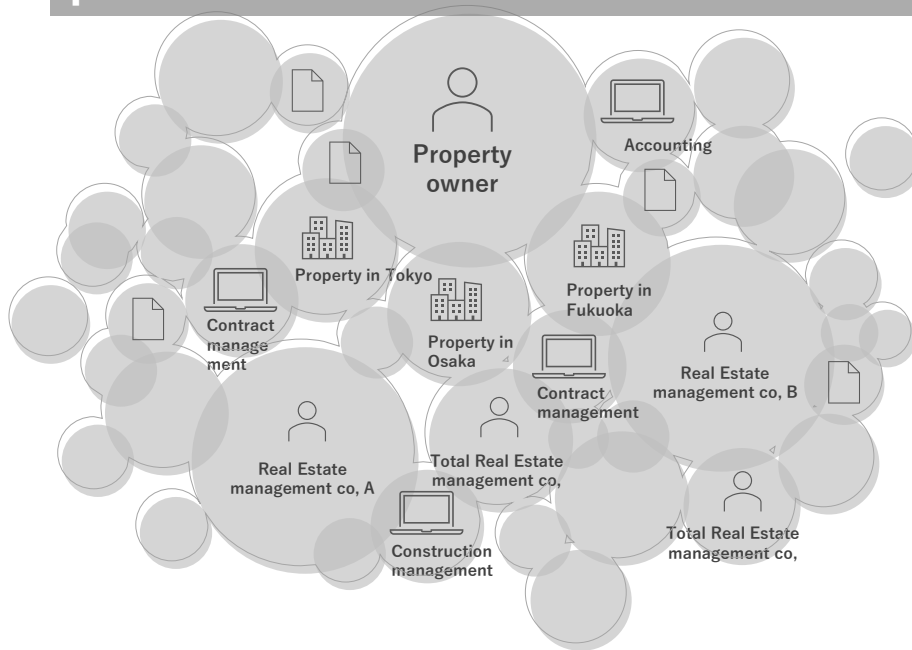 Property
owner
Accounting
Property in Tokyo
Property in
Fukuoka
Contract
manage
ment
Property in
Osaka
Contract
management
Real Estate
management co, B
Real Estate
management co, A
Total Real Estate
management co,
Construction
management
Total Real Estate
management co,